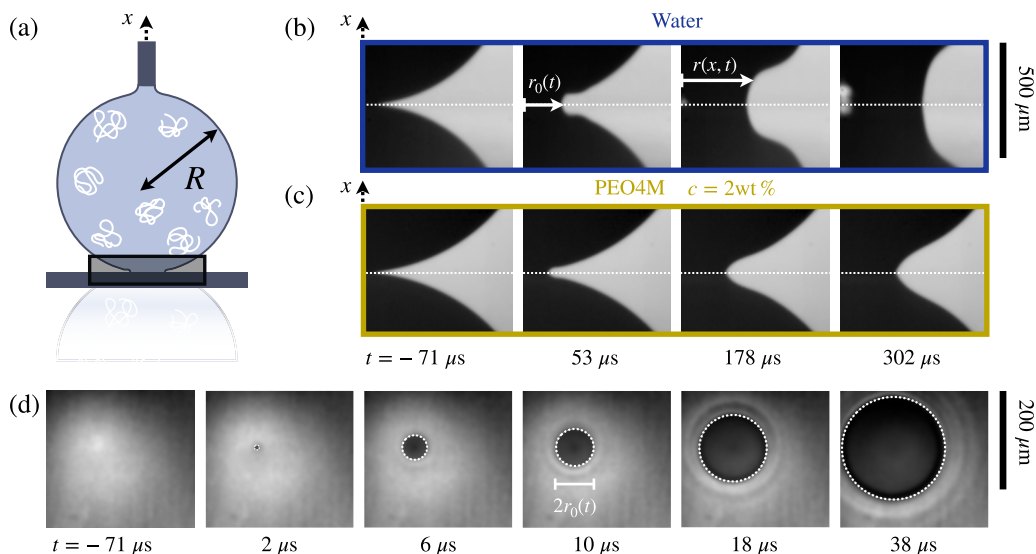 (a)
x
R
(b)
x
Water
r₀(t)
r(x, t)
500 μm
(c)
x
PEO4M c = 2wt %
t = − 71 μs
53 μs
178 μs
302 μs
(d)
2r₀(t)
200 μm
t = − 71 μs
2 μs
6 μs
10 μs
18 μs
38 μs